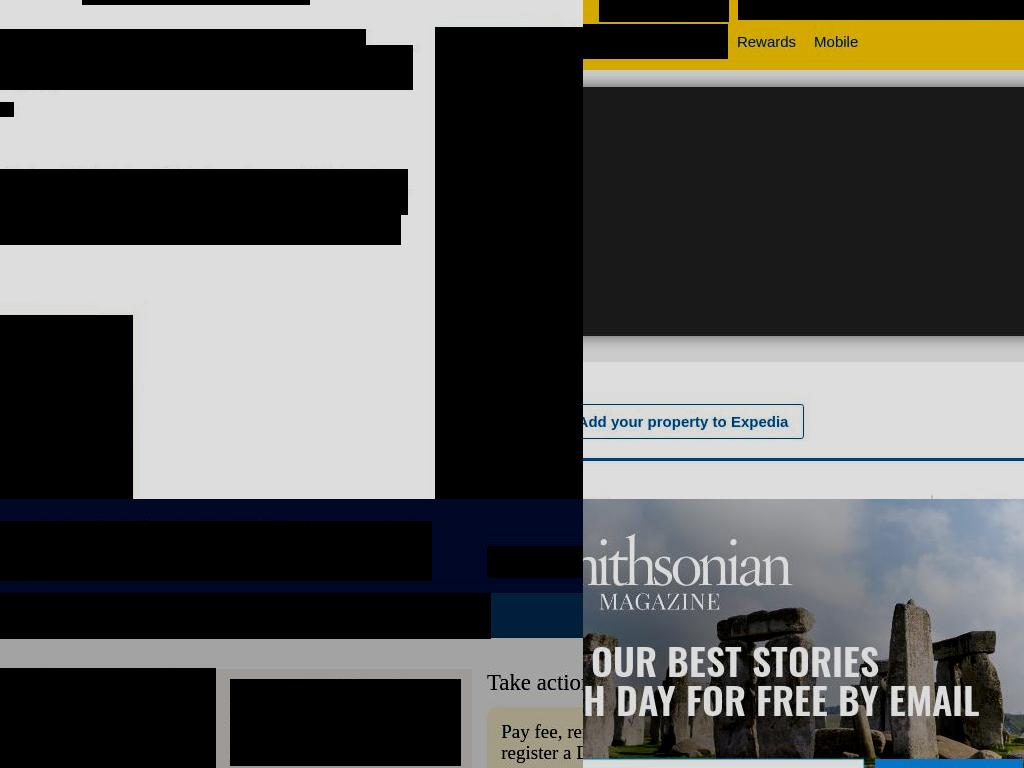 Rewards Mobile
Add your property to Expedia
nithsonian
MAGAZINE
OUR BEST STORIES
H DAY FOR FREE BY EMAIL
Take action
Pay fee, re
register a D